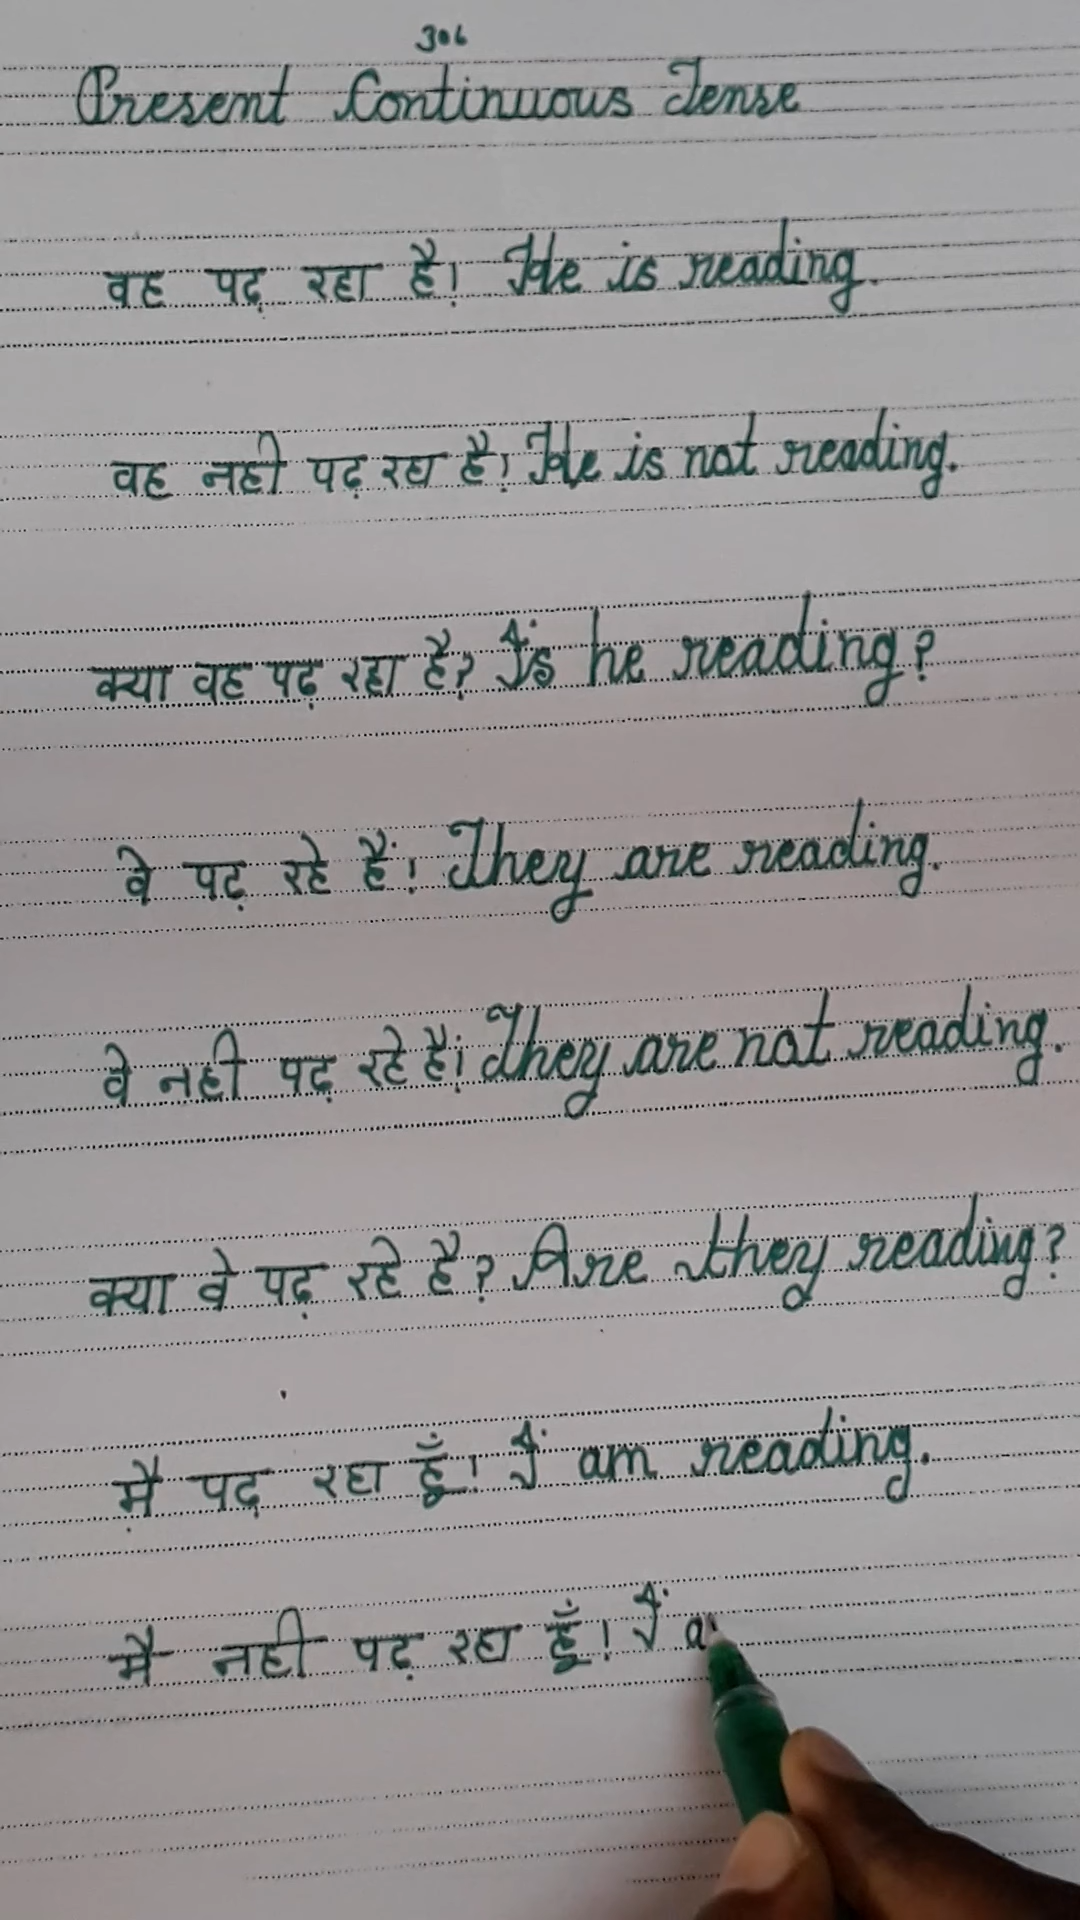 306
Present Continuous Tense
वह पढ़ रहा है। He is reading.
वह नही पढ़ रहा है। He is not reading.
क्या वह पढ़ रहा है? Is he reading?
वे पढ़ रहे हैं। They are reading.
वे नही पढ़ रहे हैं। They are not reading.
क्या वे पढ़ रहे है? Are they reading?
मै पढ़ रहा हूँ। I am reading.
मै नही पढ़ रहा हूँ। I